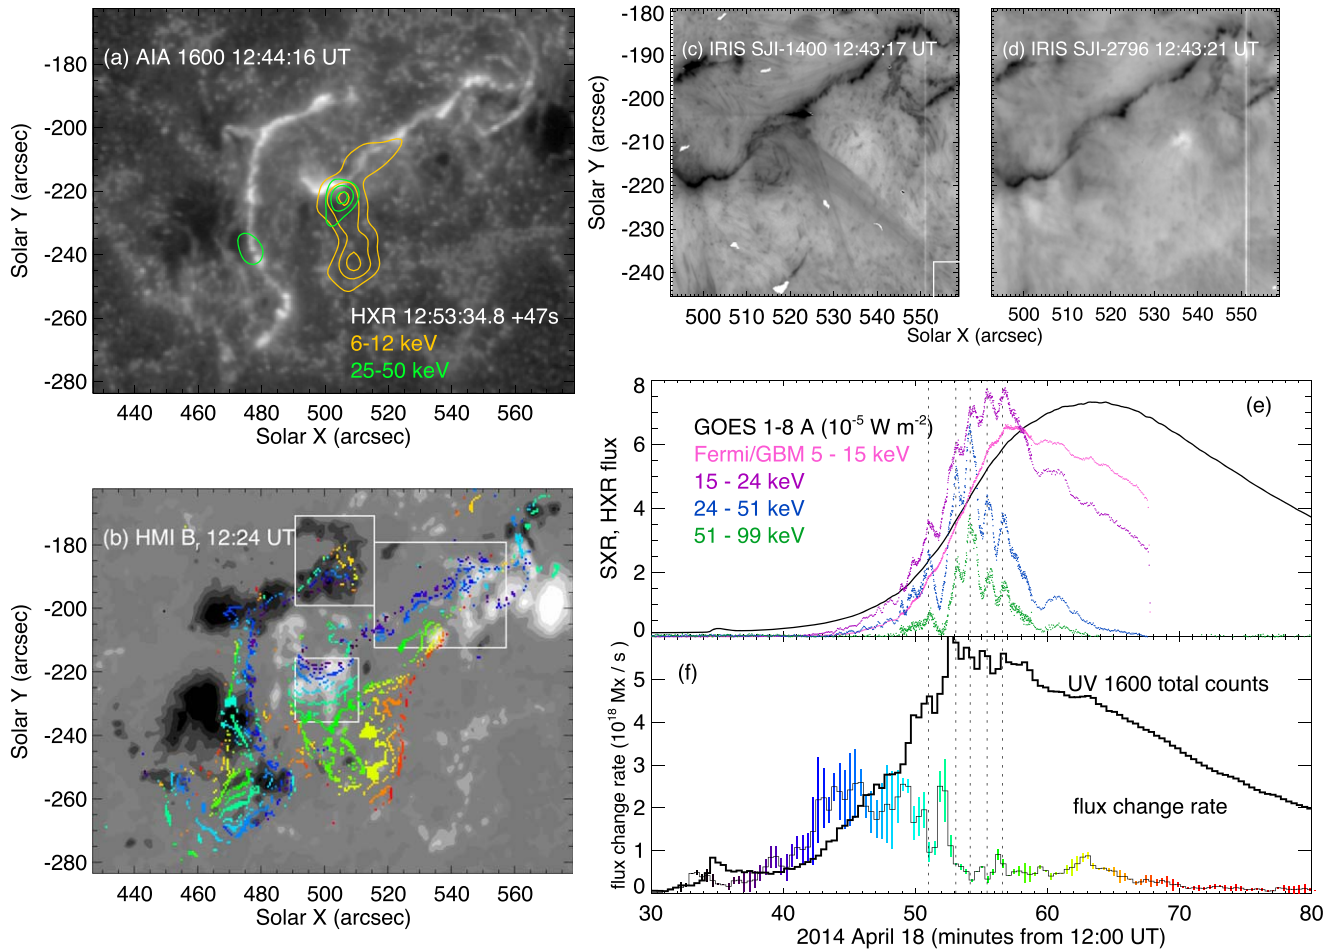 (a) AIA 1600 12:44:16 UT
HXR 12:53:34.8 +47s
6-12 keV
25-50 keV
-180
-200
-220
-240
-260
-280
440 460 480 500 520 540 560
Solar X (arcsec)
Solar Y (arcsec)
(c) IRIS SJI-1400 12:43:17 UT
-180
-190
-200
-210
-220
-230
-240
500 510 520 530 540 550
Solar Y (arcsec)
(d) IRIS SJI-2796 12:43:21 UT
500 510 520 530 540 550
Solar X (arcsec)
(b) HMI Br 12:24 UT
-180
-200
-220
-240
-260
-280
440 460 480 500 520 540 560
Solar X (arcsec)
Solar Y (arcsec)
(e)
GOES 1-8 A (10-5 W m-2)
Fermi/GBM 5 - 15 keV
15 - 24 keV
24 - 51 keV
51 - 99 keV
8
6
4
2
0
SXR, HXR flux
(f)
UV 1600 total counts
flux change rate
5
4
3
2
1
0
flux change rate (1018 Mx / s)
30 40 50 60 70 80
2014 April 18 (minutes from 12:00 UT)